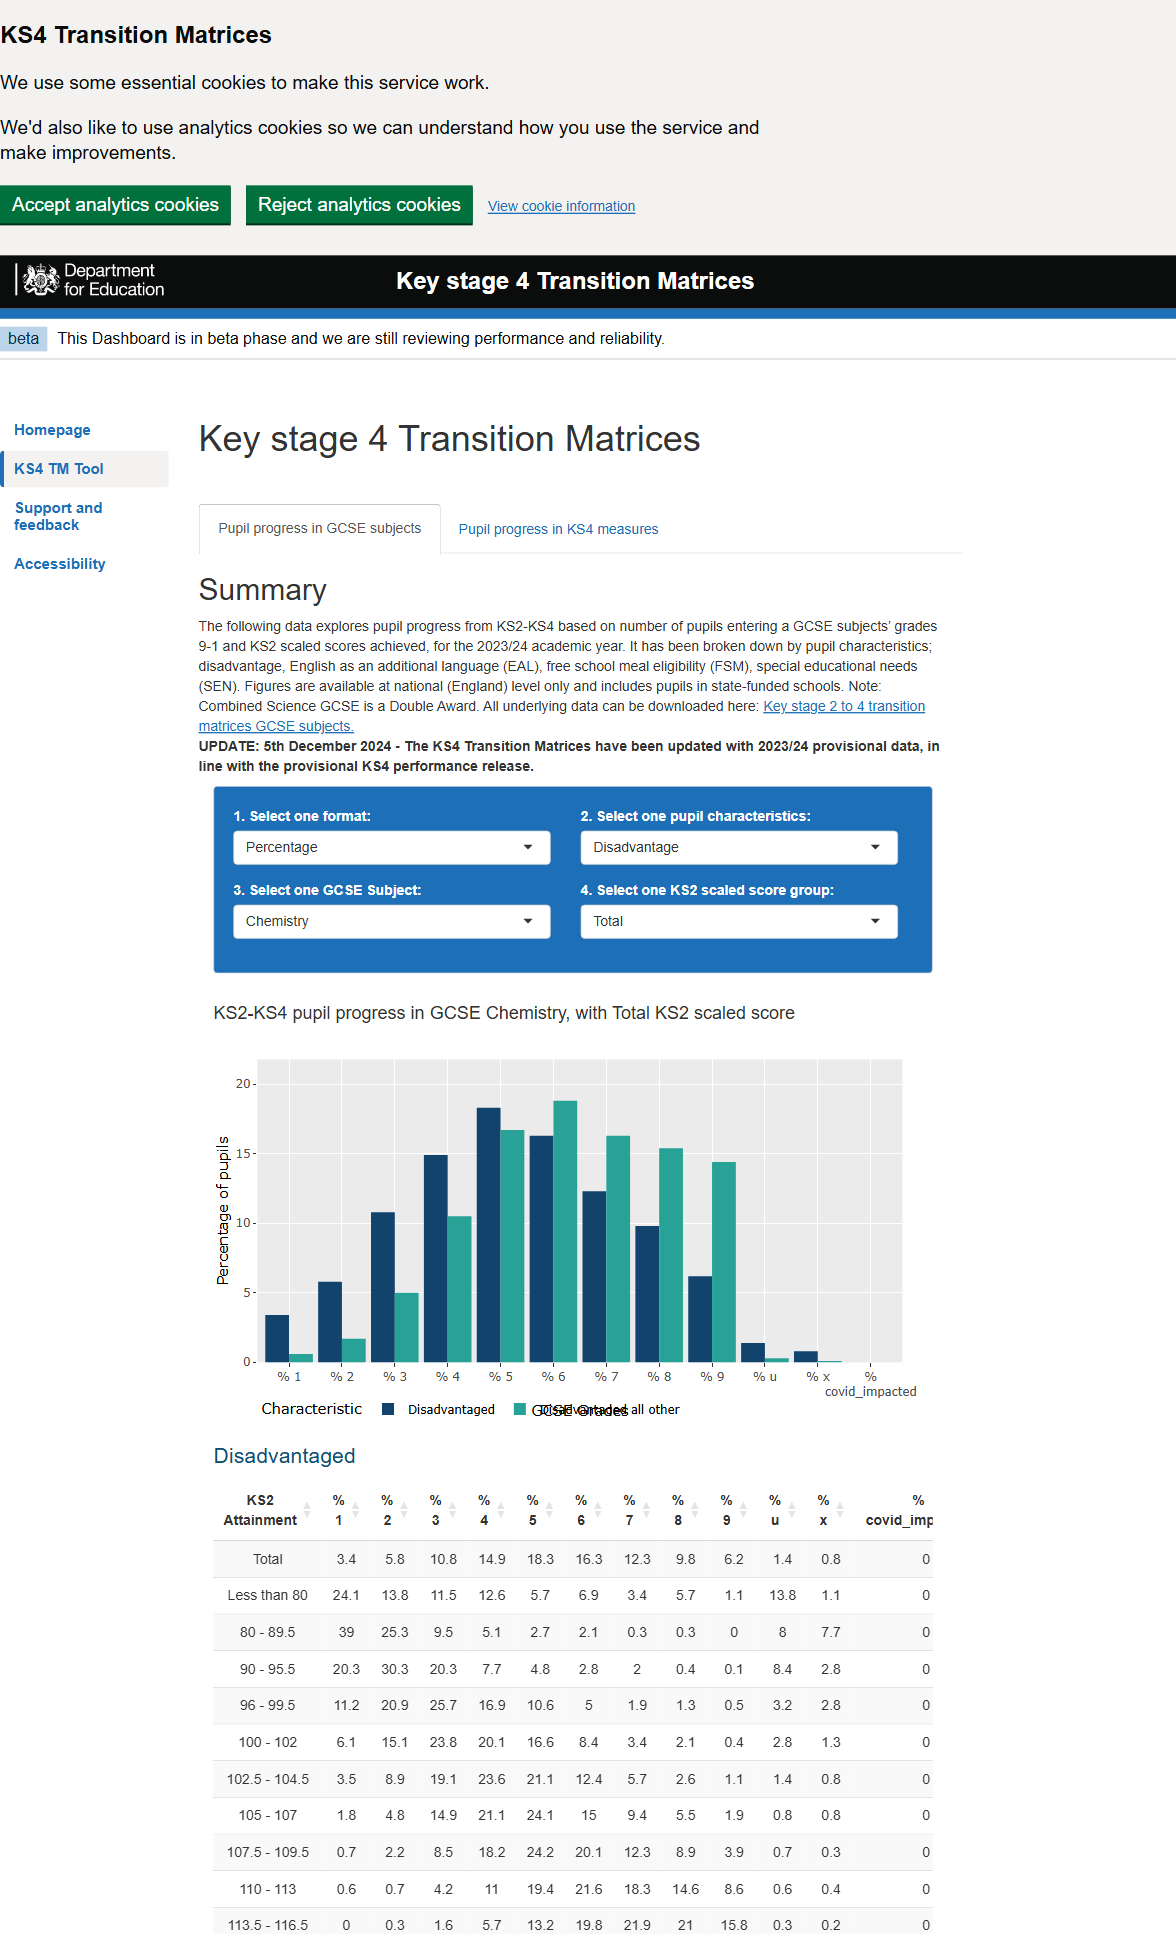 KS4 Transition Matrices
We use some essential cookies to make this service work.
We'd also like to use analytics cookies so we can understand how you use the service and
make improvements.
Accept analytics cookies Reject analytics cookies View cookie information
Department
for Education
Key stage 4 Transition Matrices
beta This Dashboard is in beta phase and we are still reviewing performance and reliability.
Homepage
KS4 TM Tool
Support and
feedback
Accessibility
Key stage 4 Transition Matrices
Pupil progress in GCSE subjects Pupil progress in KS4 measures
Summary
The following data explores pupil progress from KS2-KS4 based on number of pupils entering a GCSE subjects' grades
9-1 and KS2 scaled scores achieved, for the 2023/24 academic year. It has been broken down by pupil characteristics;
disadvantage, English as an additional language (EAL), free school meal eligibility (FSM), special educational needs
(SEN). Figures are available at national (England) level only and includes pupils in state-funded schools. Note:
Combined Science GCSE is a Double Award. All underlying data can be downloaded here: Key stage 2 to 4 transition
matrices GCSE subjects.
UPDATE: 5th December 2024 - The KS4 Transition Matrices have been updated with 2023/24 provisional data, in
line with the provisional KS4 performance release.
1. Select one format: 2. Select one pupil characteristics:
Percentage Disadvantage
3. Select one GCSE Subject: 4. Select one KS2 scaled score group:
Chemistry Total
KS2-KS4 pupil progress in GCSE Chemistry, with Total KS2 scaled score
Percentage of pupils
20
15
10
5
0
% 1 % 2 % 3 % 4 % 5 % 6 % 7 % 8 % 9 % u % x %
covid_impacted
Characteristic Disadvantaged Disadvantaged all other
GCSE Grades
Disadvantaged
KS2 % % % % % % % % % % % %
Attainment 1 2 3 4 5 6 7 8 9 u x covid_imp
Total 3.4 5.8 10.8 14.9 18.3 16.3 12.3 9.8 6.2 1.4 0.8 0
Less than 80 24.1 13.8 11.5 12.6 5.7 6.9 3.4 5.7 1.1 13.8 1.1 0
80 - 89.5 39 25.3 9.5 5.1 2.7 2.1 0.3 0.3 0 8 7.7 0
90 - 95.5 20.3 30.3 20.3 7.7 4.8 2.8 2 0.4 0.1 8.4 2.8 0
96 - 99.5 11.2 20.9 25.7 16.9 10.6 5 1.9 1.3 0.5 3.2 2.8 0
100 - 102 6.1 15.1 23.8 20.1 16.6 8.4 3.4 2.1 0.4 2.8 1.3 0
102.5 - 104.5 3.5 8.9 19.1 23.6 21.1 12.4 5.7 2.6 1.1 1.4 0.8 0
105 - 107 1.8 4.8 14.9 21.1 24.1 15 9.4 5.5 1.9 0.8 0.8 0
107.5 - 109.5 0.7 2.2 8.5 18.2 24.2 20.1 12.3 8.9 3.9 0.7 0.3 0
110 - 113 0.6 0.7 4.2 11 19.4 21.6 18.3 14.6 8.6 0.6 0.4 0
113.5 - 116.5 0 0.3 1.6 5.7 13.2 19.8 21.9 21 15.8 0.3 0.2 0